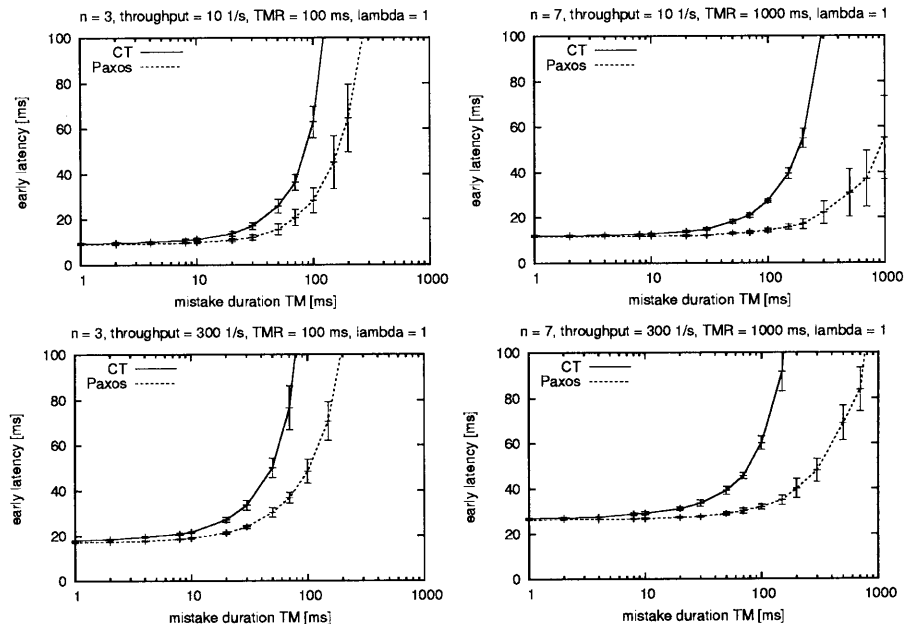 n = 3, throughput = 10 1/s, TMR = 100 ms, lambda = 1
100
80
60
40
20
0
early latency [ms]
CT
Paxos
1
10
100
1000
mistake duration TM [ms]
n = 7, throughput = 10 1/s, TMR = 1000 ms, lambda = 1
100
80
60
40
20
0
early latency [ms]
CT
Paxos
1
10
100
1000
mistake duration TM [ms]
n = 3, throughput = 300 1/s, TMR = 100 ms, lambda = 1
100
80
60
40
20
0
early latency [ms]
CT
Paxos
1
10
100
1000
mistake duration TM [ms]
n = 7, throughput = 300 1/s, TMR = 1000 ms, lambda = 1
100
80
60
40
20
0
early latency [ms]
CT
Paxos
1
10
100
1000
mistake duration TM [ms]